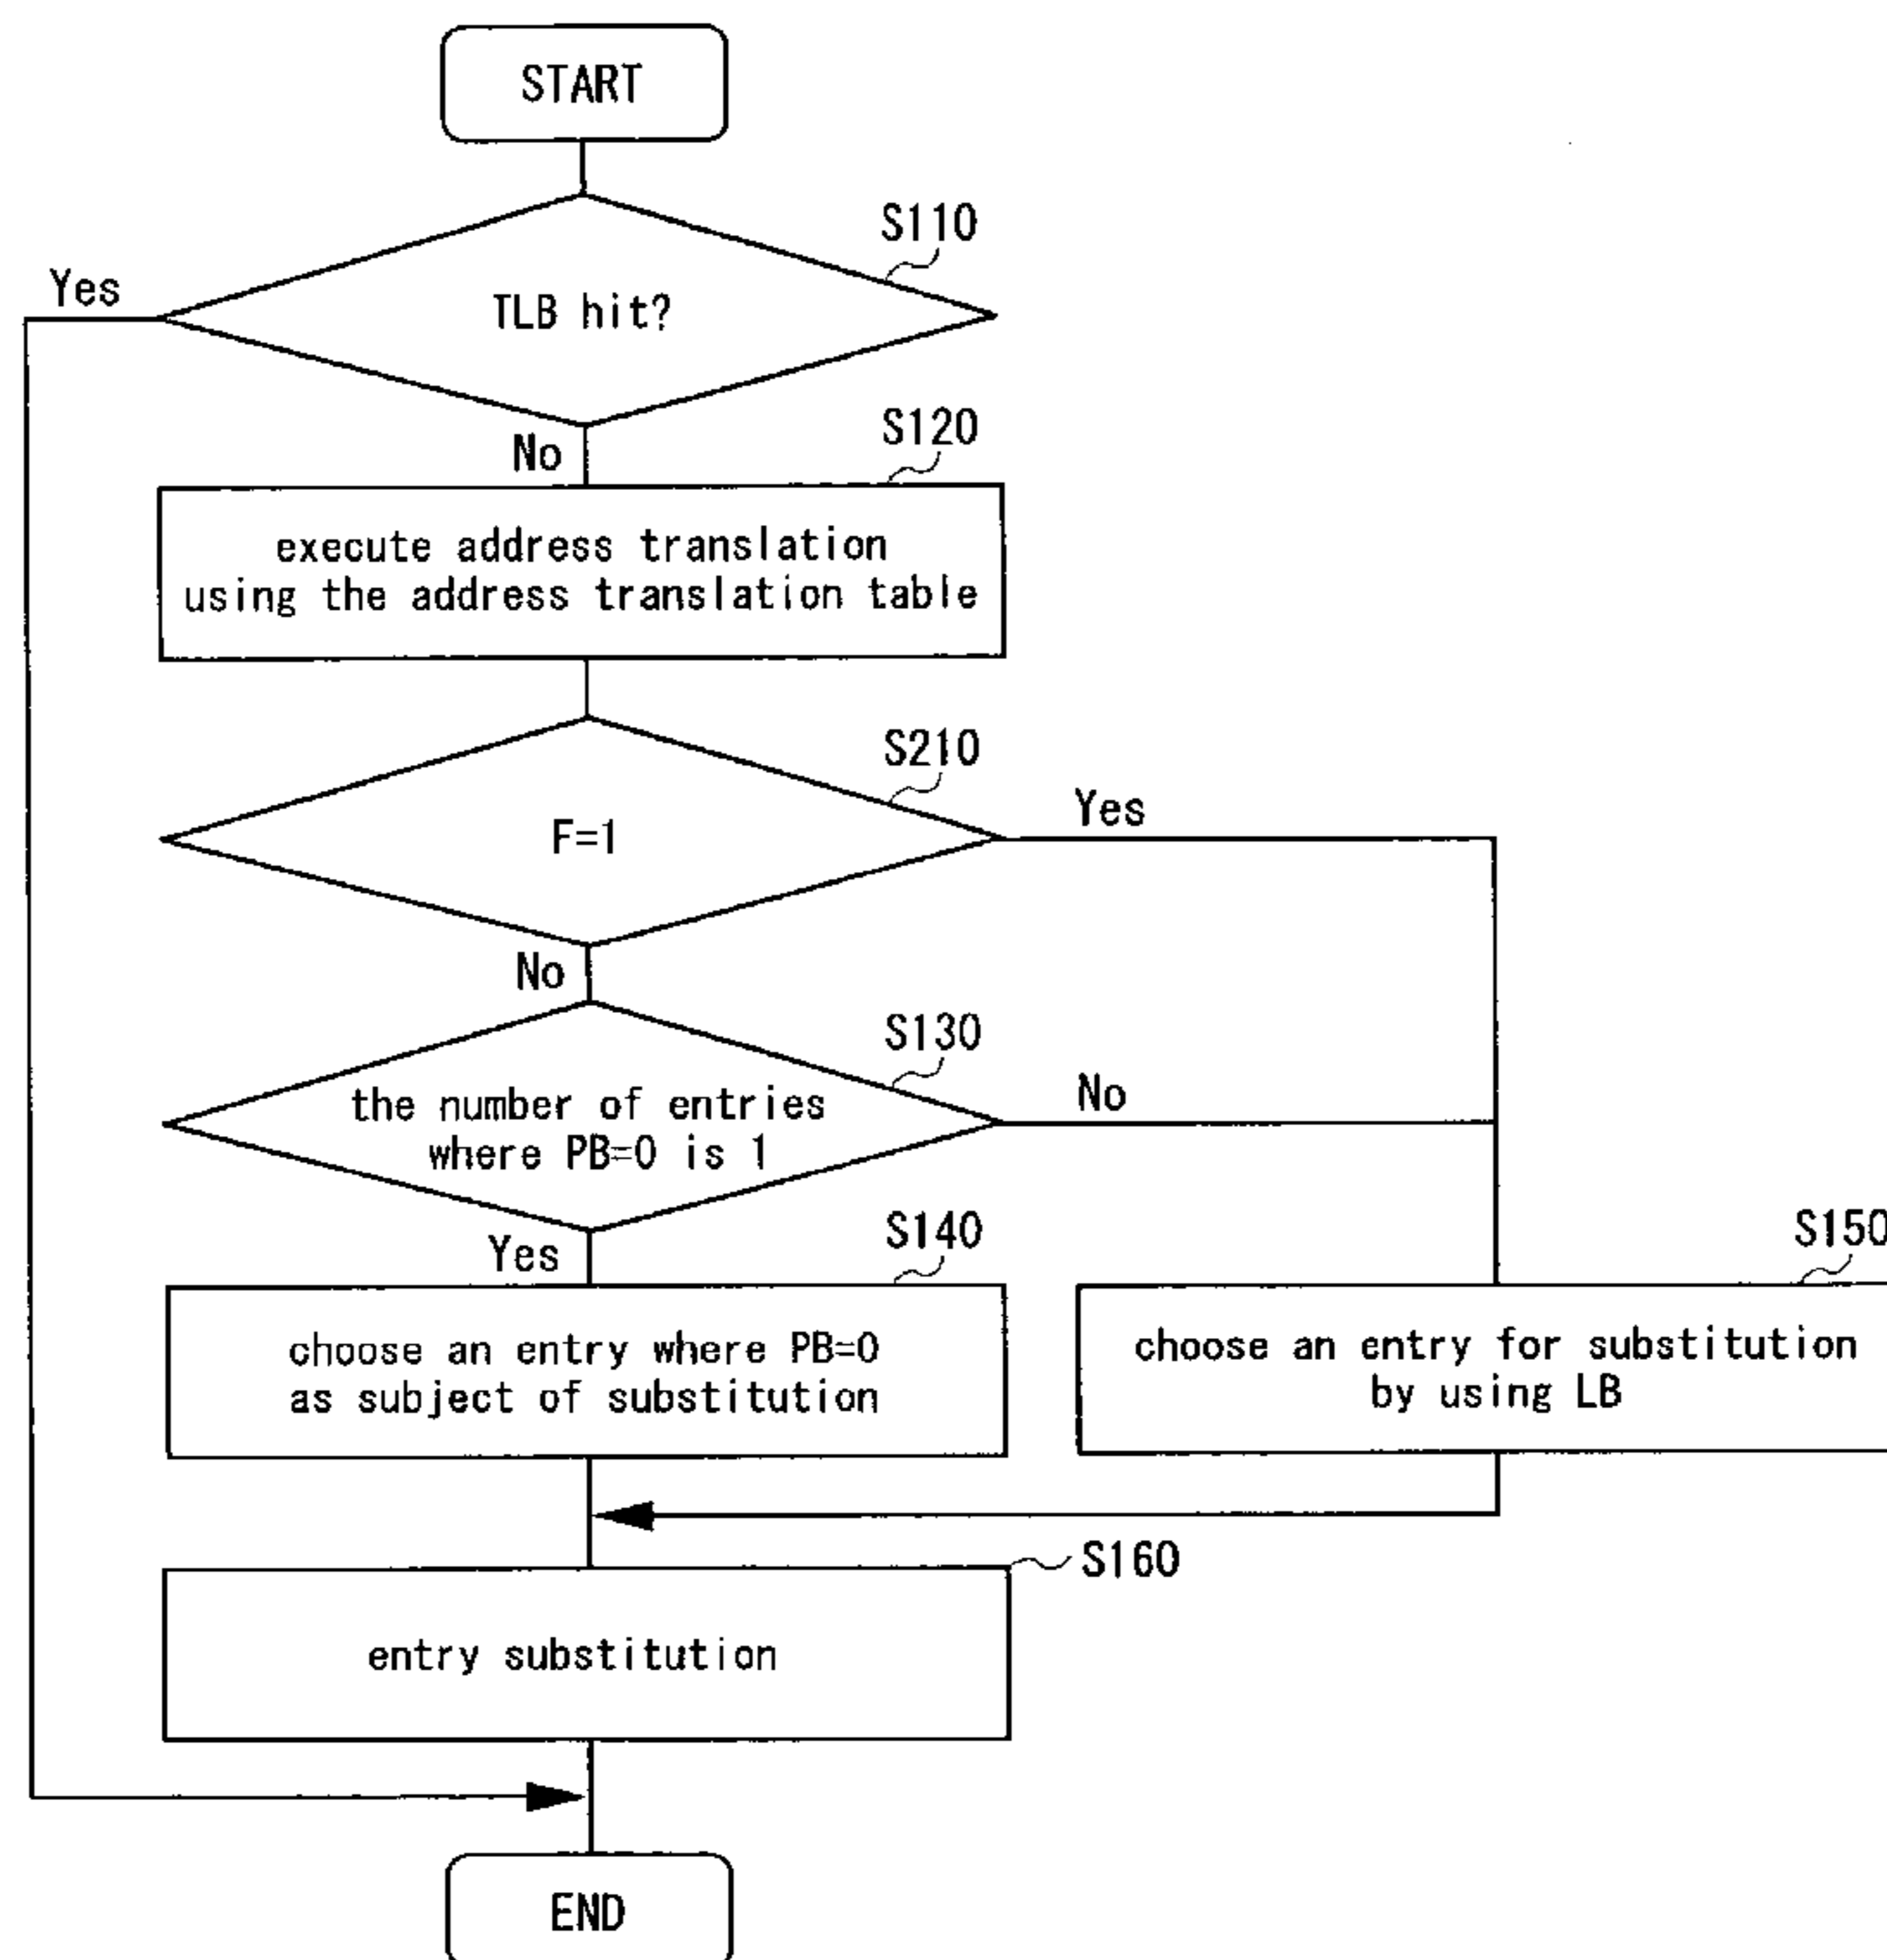 START
S110
Yes
TLB hit?
No
S120
execute address translation
using the address translation table
S210
Yes
F=1
No
S130
the number of entries
where PB=0 is 1
No
Yes
S140
choose an entry where PB=0
as subject of substitution
S150
choose an entry for substitution
by using LB
S160
entry substitution
END